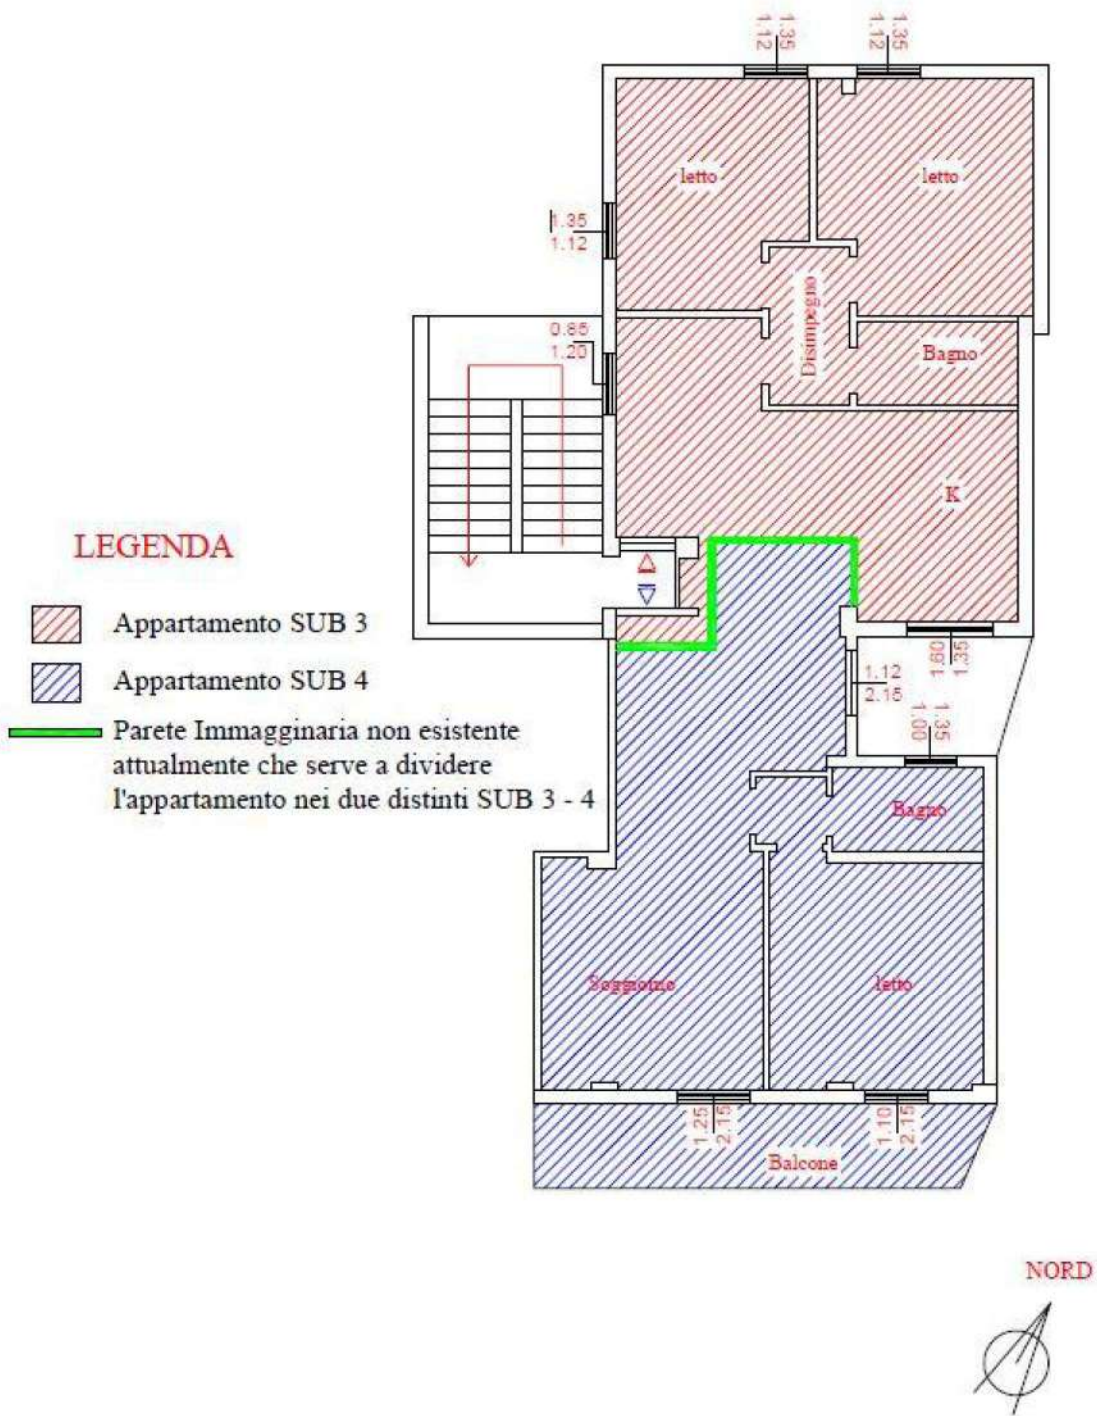 1.35
1.12
1.35
1.12
letto
letto
1.35
1.12
Disimpegno
0.85
1.20
Bagno
K
LEGENDA
Appartamento SUB 3
Appartamento SUB 4
Parete Immagginaria non esistente
attualmente che serve a dividere
l'appartamento nei due distinti SUB 3 - 4
1.60
1.35
1.12
2.15
1.00
1.35
Bagno
Soggiorno
letto
1.25
2.15
1.10
2.15
Balcone
NORD